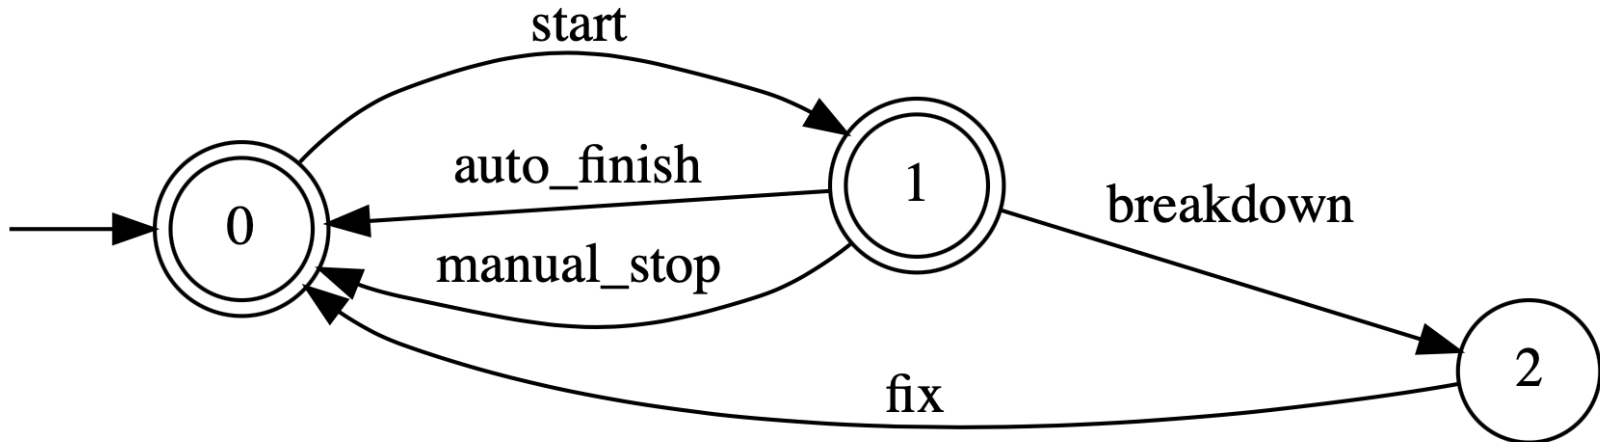 start
auto_finish
1
breakdown
0
manual_stop
2
fix